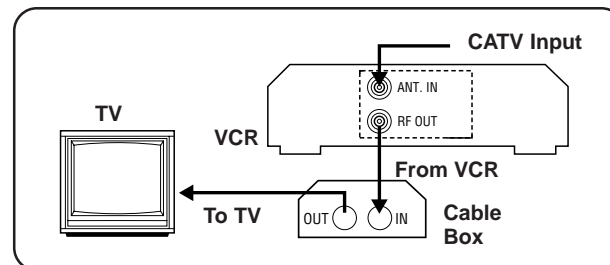 CATV Input
ANT. IN
TV
RF OUT
VCR
From VCR
To TV
OUT
IN
Cable
Box